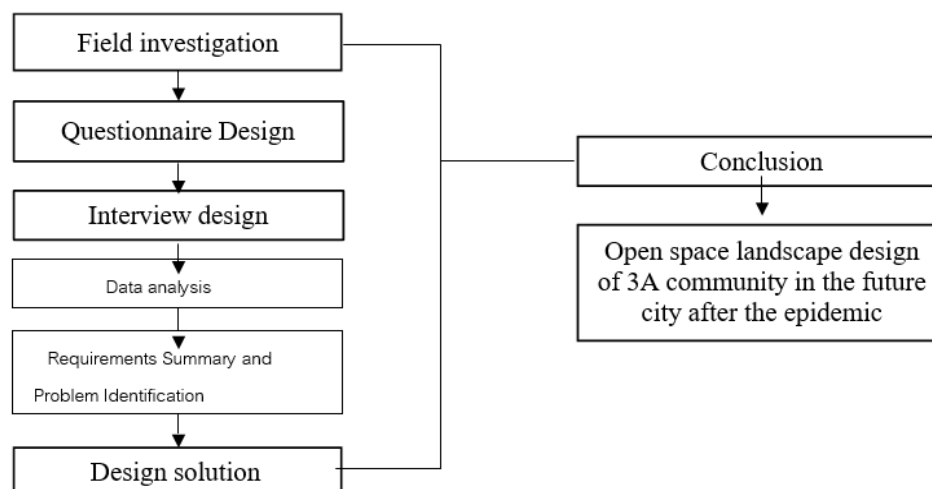 Field investigation
Questionnaire Design
Interview design
Data analysis
Requirements Summary and
Problem Identification
Design solution
Conclusion
Open space landscape design
of 3A community in the future
city after the epidemic